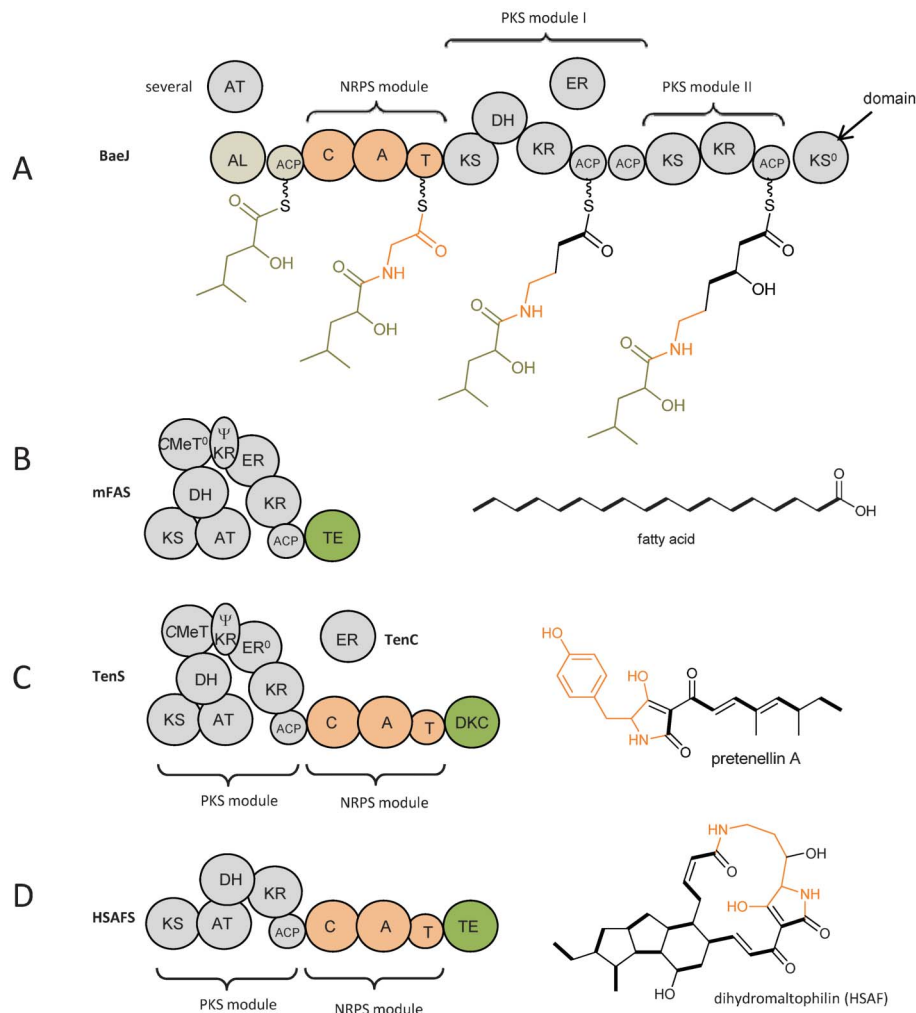 PKS module I
several
AT
NRPS module
ER
PKS module II
domain
A
BaeJ
AL
ACP
C
A
T
KS
DH
KR
ACP
ACP
KS
KR
ACP
KS⁰
S
S
S
S
O
OH
O
NH
O
OH
O
NH
O
OH
O
OH
NH
O
OH
B
mFAS
CMeT⁰
Ψ
KR
ER
DH
KR
KS
AT
ACP
TE
O
OH
fatty acid
C
TenS
CMeT
Ψ
KR
ER⁰
ER
TenC
DH
KR
KS
AT
ACP
C
A
T
DKC
PKS module
NRPS module
HO
HO
O
NH
O
pretenellin A
D
HSAFS
DH
KR
KS
AT
ACP
C
A
T
TE
PKS module
NRPS module
HN
O
OH
NH
HO
O
O
HO
dihydromaltophilin (HSAF)